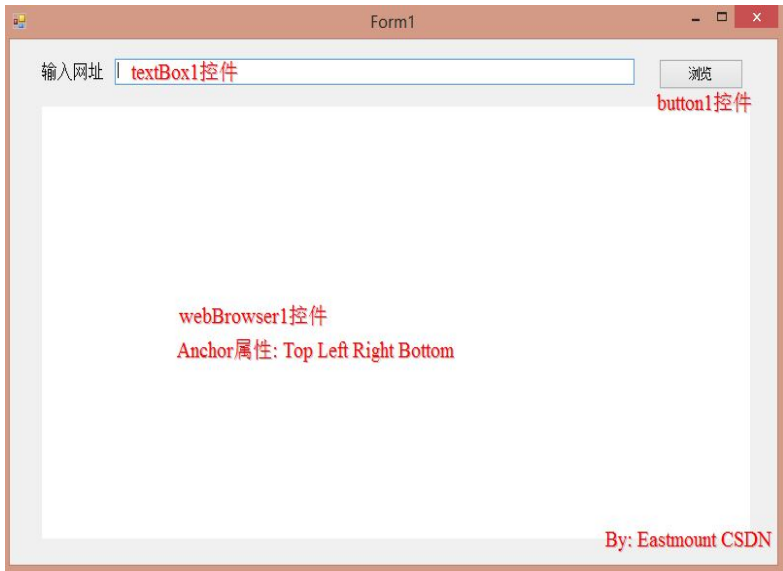 Form1
输入网址 textBox1控件 浏览
button1控件
webBrowser1控件
Anchor属性: Top Left Right Bottom
By: Eastmount CSDN